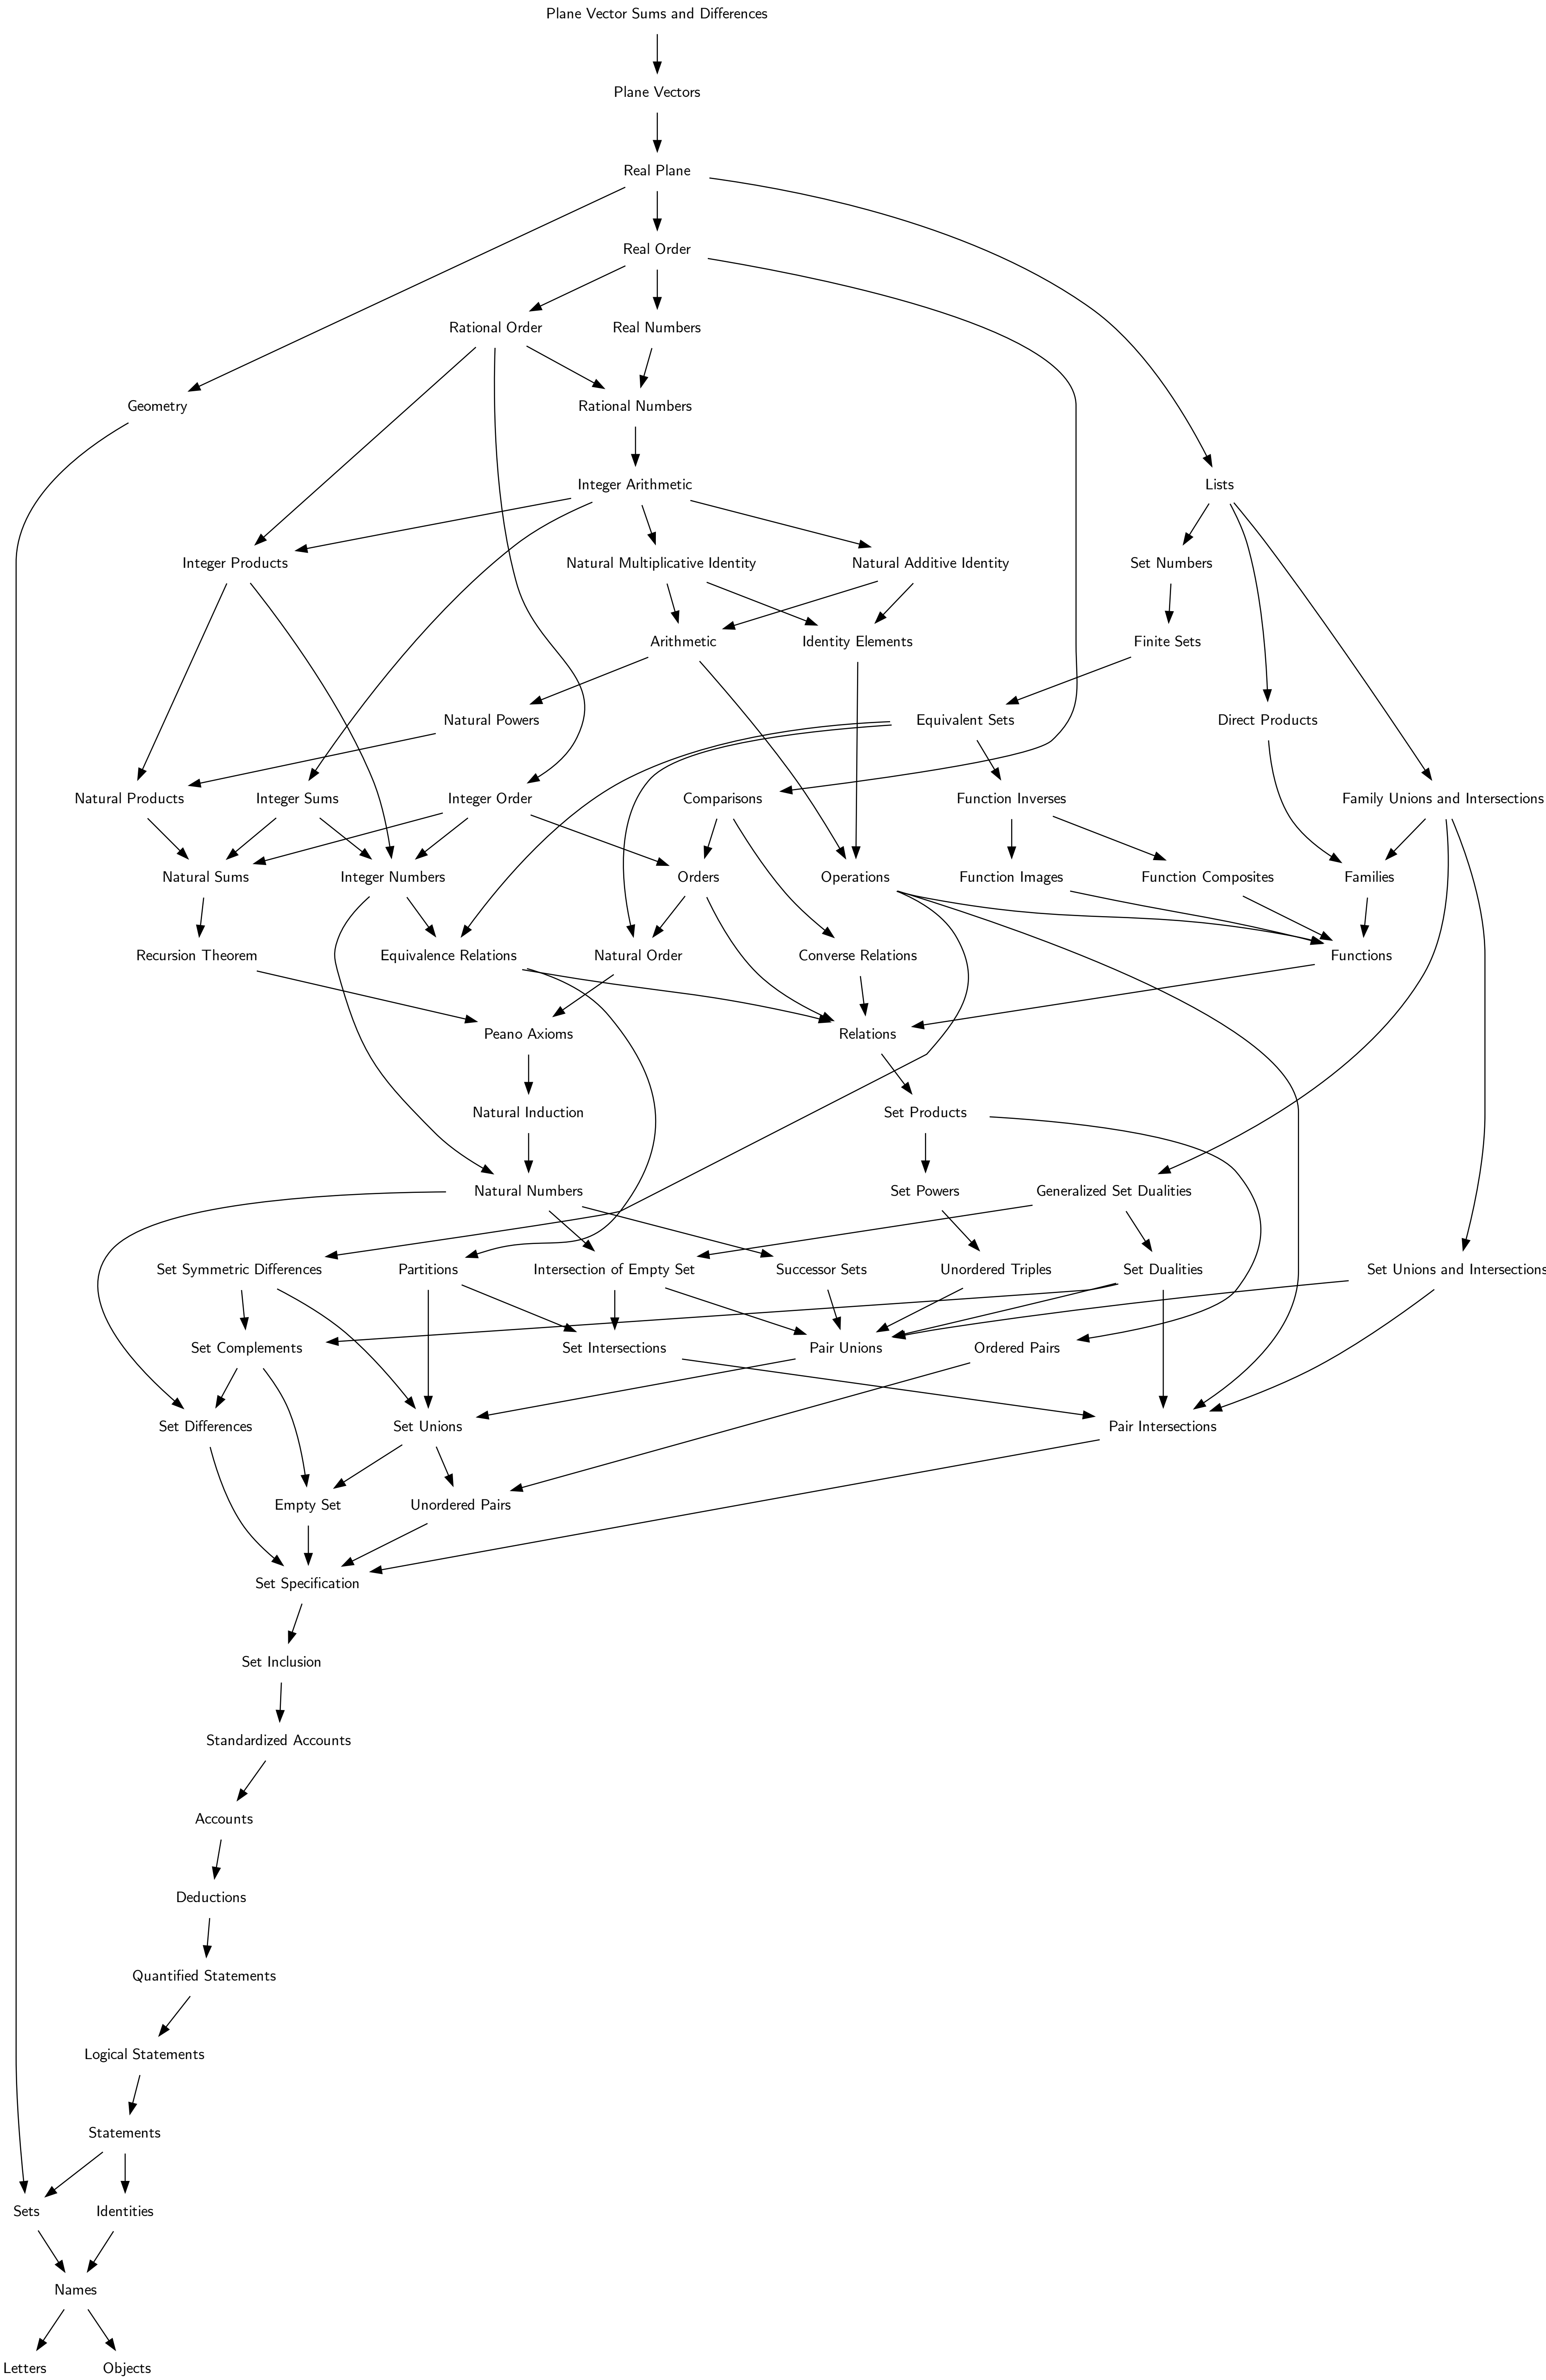 Plane Vector Sums and Differences
Plane Vectors
Real Plane
Real Order
Rational Order
Real Numbers
Geometry
Rational Numbers
Integer Arithmetic
Lists
Integer Products
Natural Multiplicative Identity
Natural Additive Identity
Set Numbers
Arithmetic
Identity Elements
Finite Sets
Natural Powers
Equivalent Sets
Direct Products
Natural Products
Integer Sums
Integer Order
Comparisons
Function Inverses
Family Unions and Intersections
Natural Sums
Integer Numbers
Orders
Operations
Function Images
Function Composites
Families
Recursion Theorem
Equivalence Relations
Natural Order
Converse Relations
Functions
Peano Axioms
Relations
Natural Induction
Set Products
Natural Numbers
Set Powers
Generalized Set Dualities
Set Symmetric Differences
Partitions
Intersection of Empty Set
Successor Sets
Unordered Triples
Set Dualities
Set Unions and Intersections
Set Complements
Set Intersections
Pair Unions
Ordered Pairs
Set Differences
Set Unions
Pair Intersections
Empty Set
Unordered Pairs
Set Specification
Set Inclusion
Standardized Accounts
Accounts
Deductions
Quantified Statements
Logical Statements
Statements
Sets
Identities
Names
Letters
Objects